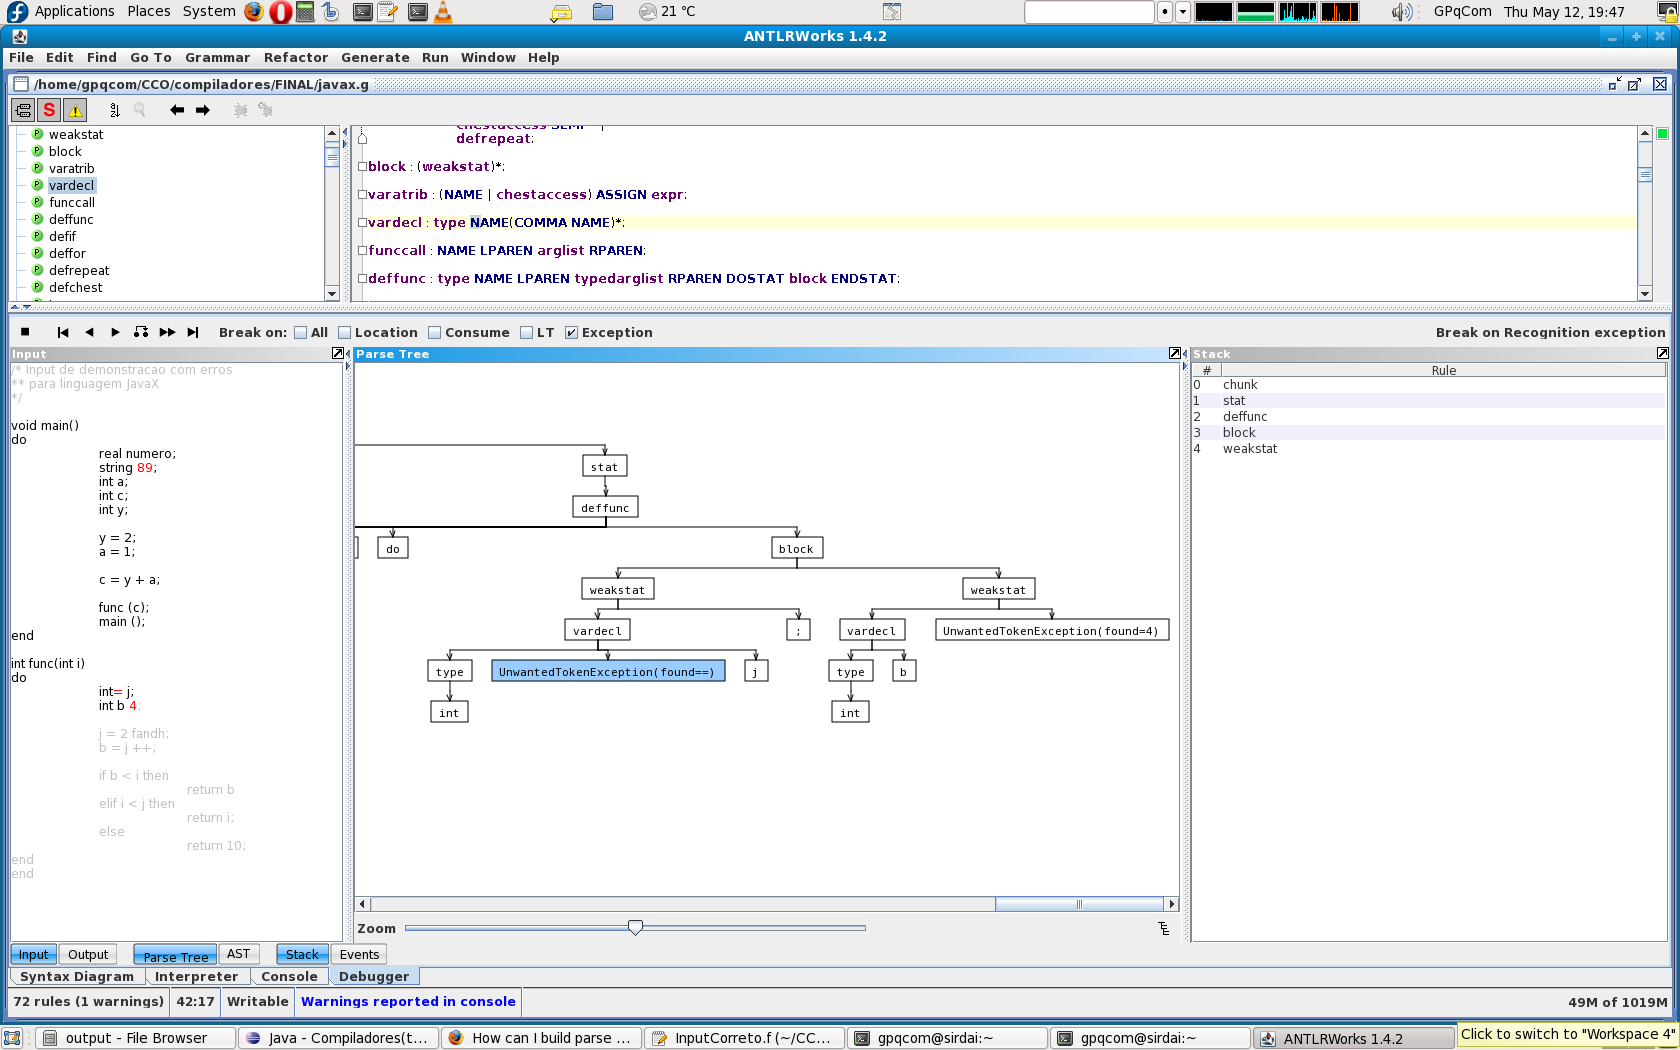 Applications Places System 21 °C GPqCom Thu May 12, 19:47
ANTLRWorks 1.4.2
File Edit Find Go To Grammar Refactor Generate Run Window Help
/home/gpqcom/CCO/compiladores/FINAL/javax.g
weakstat
block
varatrib
vardecl
funccall
deffunc
defif
deffor
defrepeat
defchest
defrepeat;
block : (weakstat)*;
varatrib : (NAME | chestaccess) ASSIGN expr;
vardecl : type NAME(COMMA NAME)*;
funccall : NAME LPAREN arglist RPAREN;
deffunc : type NAME LPAREN typedarglist RPAREN DOSTAT block ENDSTAT;
Break on: All Location Consume LT Exception Break on Recognition exception
Input
/* Input de demonstracao com erros
** para linguagem JavaX
*/
void main()
do
real numero;
string 89;
int a;
int c;
int y;
y = 2;
a = 1;
c = y + a;
func (c);
main ();
end
int func(int i)
do
int= j;
int b 4;
j = 2 fandh;
b = j ++;
if b < i then
return b
elif i < j then
return i;
else
return 10;
end
end
Parse Tree
stat
deffunc
do block
weakstat weakstat
vardecl ; vardecl UnwantedTokenException(found=4)
type UnwantedTokenException(found==) j type b
int int
Zoom
Stack
# Rule
0 chunk
1 stat
2 deffunc
3 block
4 weakstat
Input Output Parse Tree AST Stack Events
Syntax Diagram Interpreter Console Debugger
72 rules (1 warnings) 42:17 Writable Warnings reported in console 49M of 1019M
output - File Browser Java - Compiladores(t... How can I build parse ... InputCorreto.f (~/CC... gpqcom@sirdai:~ gpqcom@sirdai:~ ANTLRWorks 1.4.2 Click to switch to "Workspace 4"